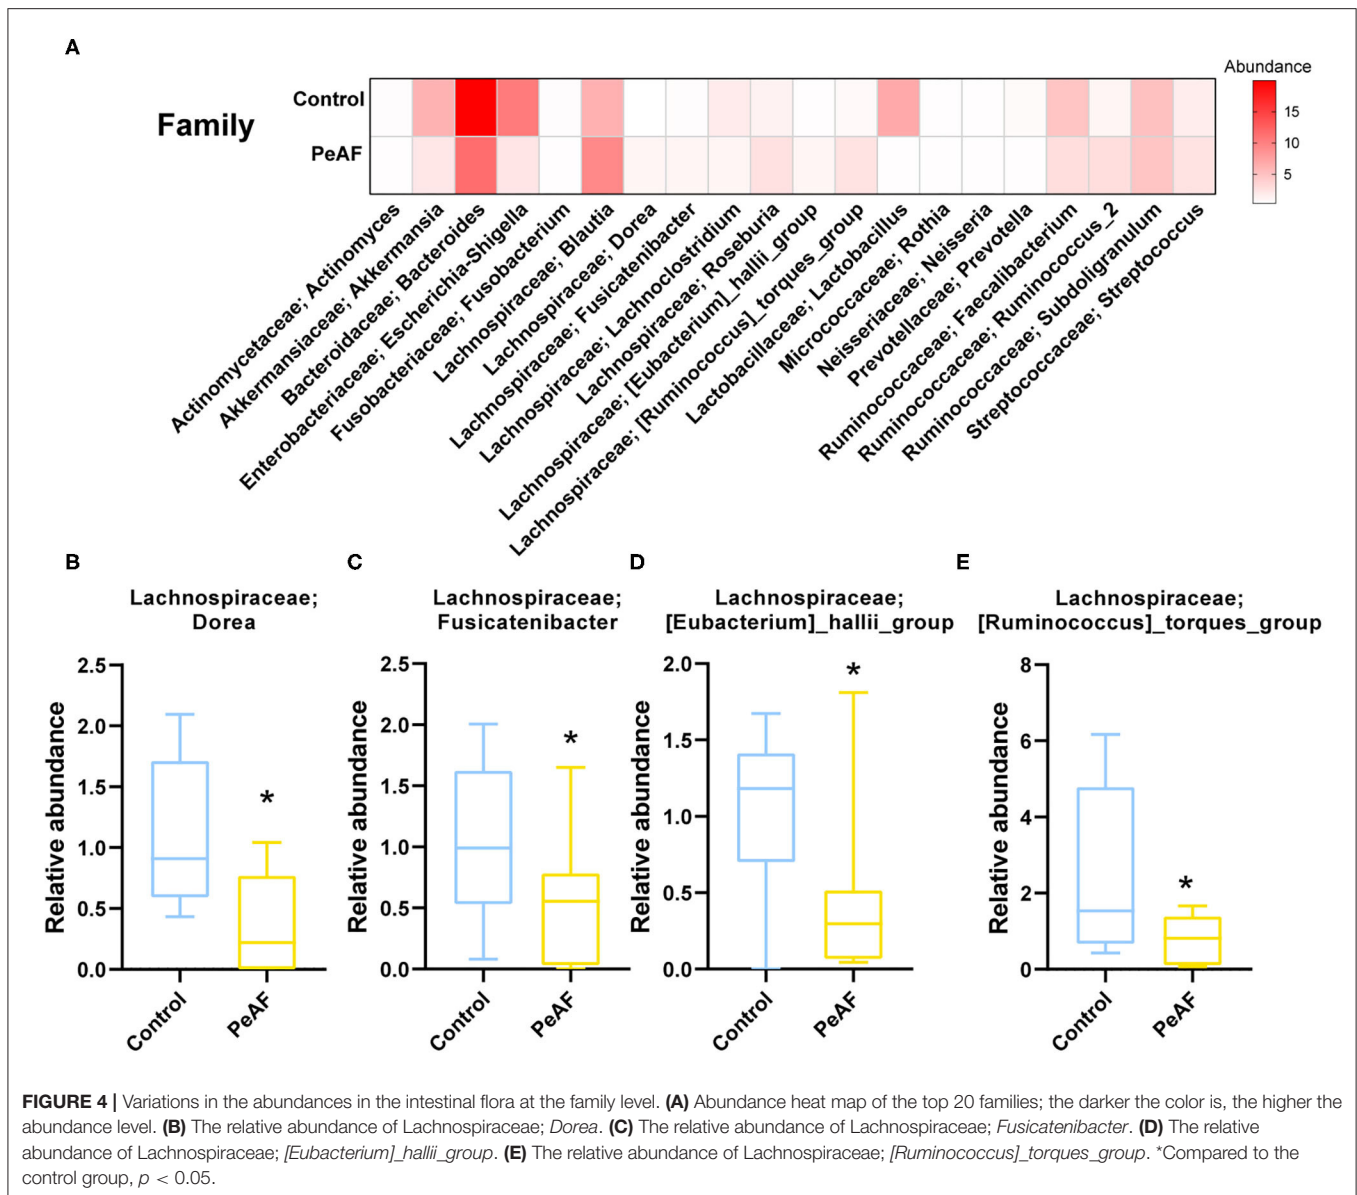 A
Abundance
Family
Control
PeAF
15
10
5
Actinomycetaceae; Actinomyces
Akkermansiaceae; Akkermansia
Bacteroidaceae; Bacteroides
Enterobacteriaceae; Escherichia-Shigella
Fusobacteriaceae; Fusobacterium
Lachnospiraceae; Blautia
Lachnospiraceae; Dorea
Lachnospiraceae; Fusicatenibacter
Lachnospiraceae; Lachnoclostridium
Lachnospiraceae; Roseburia
Lachnospiraceae; [Eubacterium]_hallii_group
Lachnospiraceae; [Ruminococcus]_torques_group
Lactobacillaceae; Lactobacillus
Micrococcaceae; Rothia
Neisseriaceae; Neisseria
Prevotellaceae; Prevotella
Ruminococcaceae; Faecalibacterium
Ruminococcaceae; Ruminococcus_2
Ruminococcaceae; Subdoligranulum
Streptococcaceae; Streptococcus
B
Lachnospiraceae;
Dorea
Relative abundance
2.5
2.0
1.5
1.0
0.5
0.0
*
Control
PeAF
C
Lachnospiraceae;
Fusicatenibacter
Relative abundance
2.5
2.0
1.5
1.0
0.5
0.0
*
Control
PeAF
D
Lachnospiraceae;
[Eubacterium]_hallii_group
Relative abundance
2.0
1.5
1.0
0.5
0.0
*
Control
PeAF
E
Lachnospiraceae;
[Ruminococcus]_torques_group
Relative abundance
8
6
4
2
0
*
Control
PeAF
FIGURE 4 | Variations in the abundances in the intestinal flora at the family level. (A) Abundance heat map of the top 20 families; the darker the color is, the higher the
abundance level. (B) The relative abundance of Lachnospiraceae; Dorea. (C) The relative abundance of Lachnospiraceae; Fusicatenibacter. (D) The relative
abundance of Lachnospiraceae; [Eubacterium]_hallii_group. (E) The relative abundance of Lachnospiraceae; [Ruminococcus]_torques_group. *Compared to the
control group, p < 0.05.